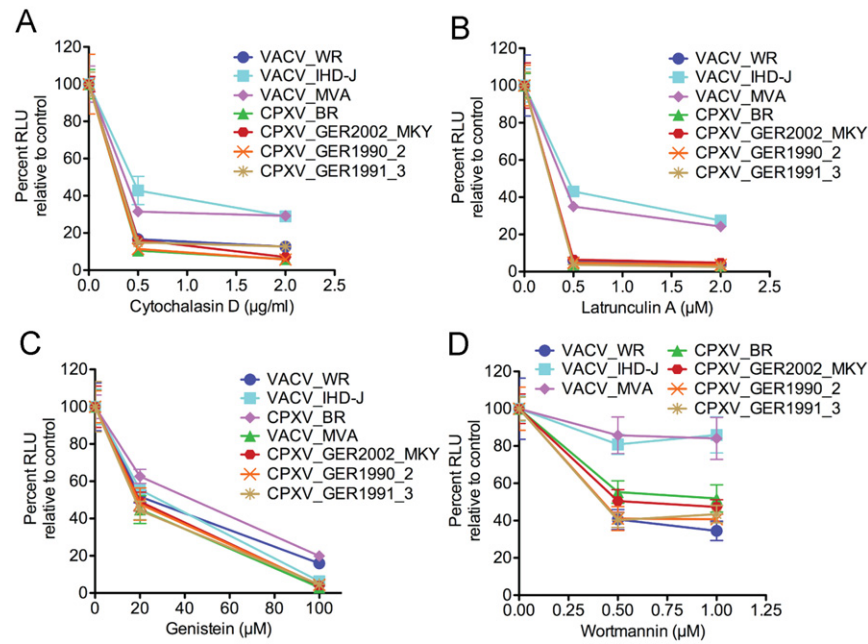 A
Percent RLU
relative to control
120
100
80
60
40
20
0
0.0 0.5 1.0 1.5 2.0 2.5
Cytochalasin D (µg/ml)
VACV_WR
VACV_IHD-J
VACV_MVA
CPXV_BR
CPXV_GER2002_MKY
CPXV_GER1990_2
CPXV_GER1991_3
B
Percent RLU
relative to control
120
100
80
60
40
20
0
0.0 0.5 1.0 1.5 2.0 2.5
Latrunculin A (µM)
VACV_WR
VACV_IHD-J
VACV_MVA
CPXV_BR
CPXV_GER2002_MKY
CPXV_GER1990_2
CPXV_GER1991_3
C
Percent RLU
relative to control
120
100
80
60
40
20
0
0 20 40 60 80 100
Genistein (µM)
VACV_WR
VACV_IHD-J
CPXV_BR
VACV_MVA
CPXV_GER2002_MKY
CPXV_GER1990_2
CPXV_GER1991_3
D
Percent RLU
relative to control
120
100
80
60
40
20
0
0.00 0.25 0.50 0.75 1.00 1.25
Wortmannin (µM)
VACV_WR
VACV_IHD-J
VACV_MVA
CPXV_BR
CPXV_GER2002_MKY
CPXV_GER1990_2
CPXV_GER1991_3